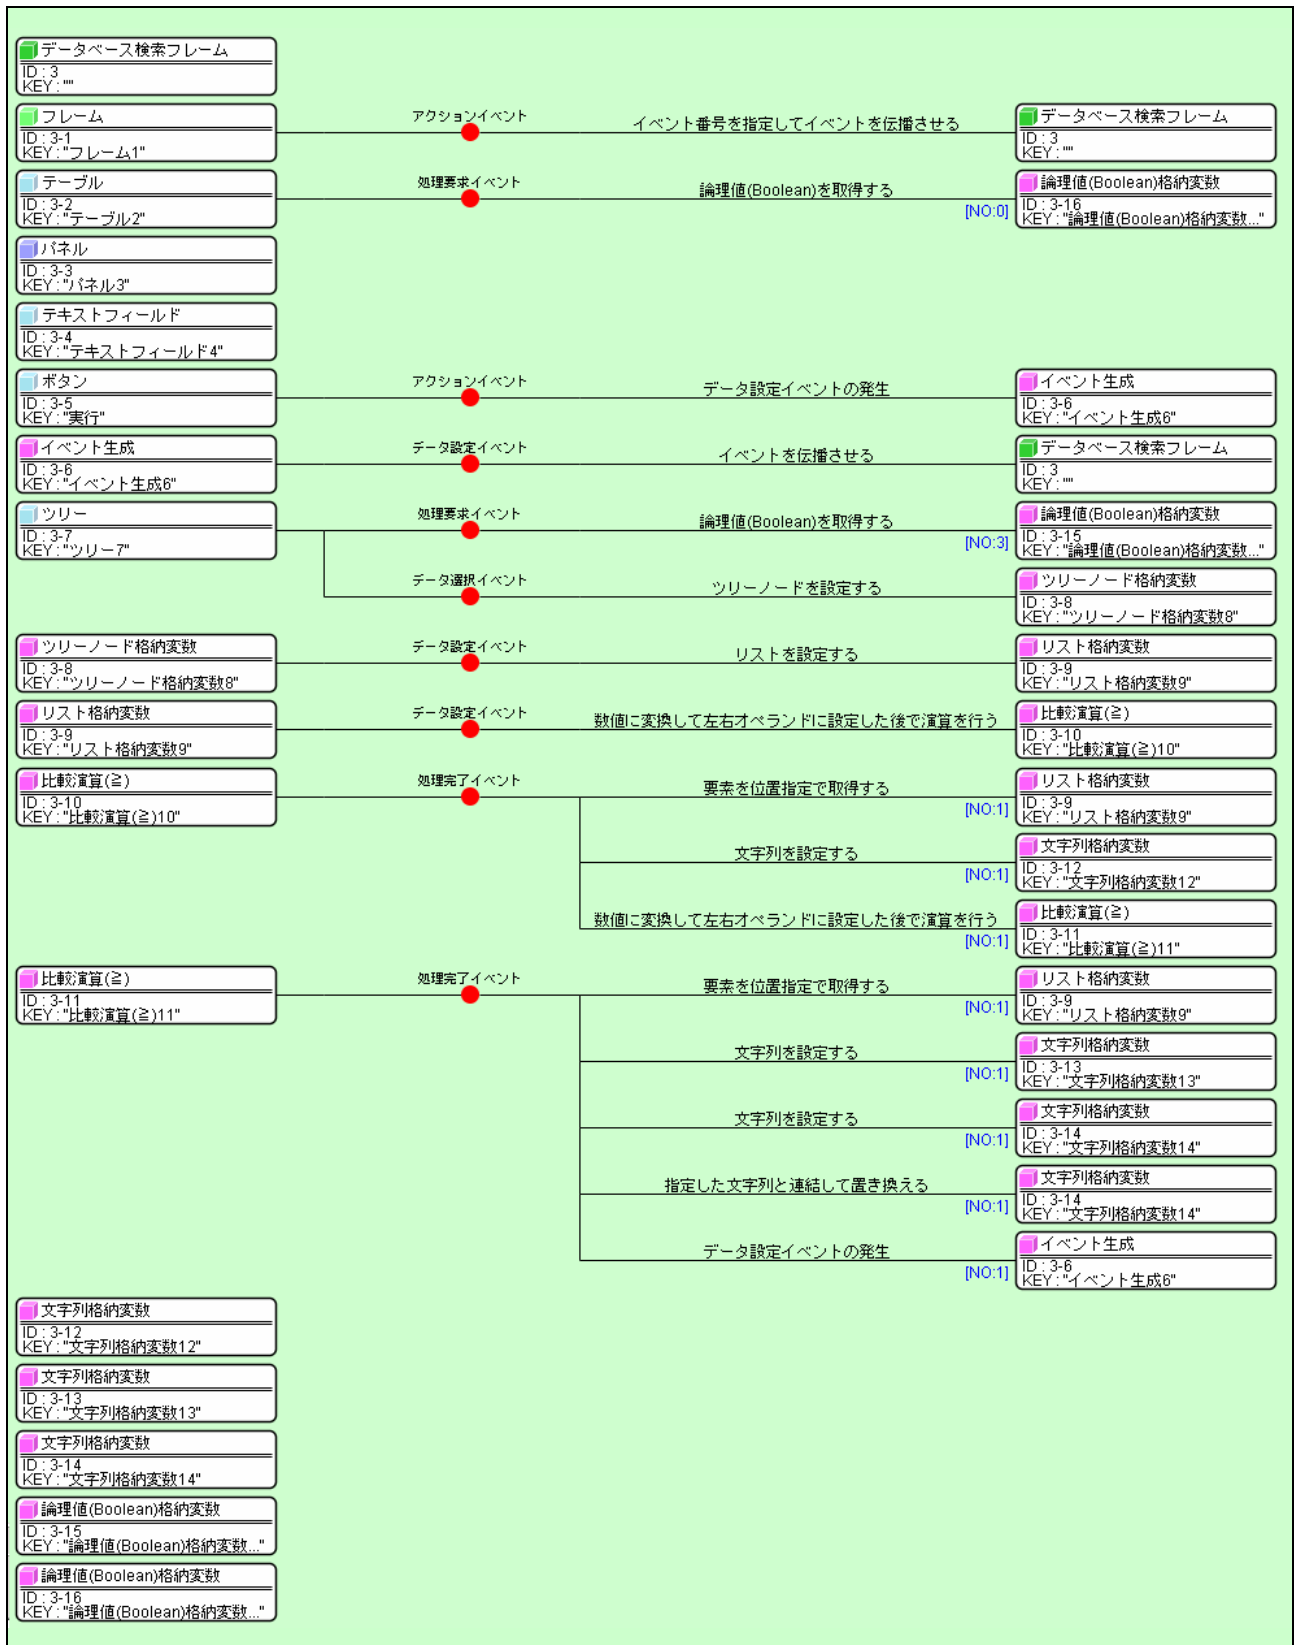 データベース検索フレーム
ID : 3
KEY : ""
フレーム
ID : 3-1
KEY : "フレーム1"
アクションイベント
イベント番号を指定してイベントを伝播させる
データベース検索フレーム
ID : 3
KEY : ""
テーブル
ID : 3-2
KEY : "テーブル2"
処理要求イベント
論理値(Boolean)を取得する
[NO:0]
論理値(Boolean)格納変数
ID : 3-16
KEY : "論理値(Boolean)格納変数..."
パネル
ID : 3-3
KEY : "パネル3"
テキストフィールド
ID : 3-4
KEY : "テキストフィールド4"
ボタン
ID : 3-5
KEY : "実行"
アクションイベント
データ設定イベントの発生
イベント生成
ID : 3-6
KEY : "イベント生成6"
イベント生成
ID : 3-6
KEY : "イベント生成6"
データ設定イベント
イベントを伝播させる
データベース検索フレーム
ID : 3
KEY : ""
ツリー
ID : 3-7
KEY : "ツリー7"
処理要求イベント
論理値(Boolean)を取得する
[NO:3]
論理値(Boolean)格納変数
ID : 3-15
KEY : "論理値(Boolean)格納変数..."
データ選択イベント
ツリーノードを設定する
ツリーノード格納変数
ID : 3-8
KEY : "ツリーノード格納変数8"
ツリーノード格納変数
ID : 3-8
KEY : "ツリーノード格納変数8"
データ設定イベント
リストを設定する
リスト格納変数
ID : 3-9
KEY : "リスト格納変数9"
リスト格納変数
ID : 3-9
KEY : "リスト格納変数9"
データ設定イベント
数値に変換して左右オペランドに設定した後で演算を行う
比較演算(≧)
ID : 3-10
KEY : "比較演算(≧)10"
比較演算(≧)
ID : 3-10
KEY : "比較演算(≧)10"
処理完了イベント
要素を位置指定で取得する
[NO:1]
リスト格納変数
ID : 3-9
KEY : "リスト格納変数9"
文字列を設定する
[NO:1]
文字列格納変数
ID : 3-12
KEY : "文字列格納変数12"
数値に変換して左右オペランドに設定した後で演算を行う
[NO:1]
比較演算(≧)
ID : 3-11
KEY : "比較演算(≧)11"
比較演算(≧)
ID : 3-11
KEY : "比較演算(≧)11"
処理完了イベント
要素を位置指定で取得する
[NO:1]
リスト格納変数
ID : 3-9
KEY : "リスト格納変数9"
文字列を設定する
[NO:1]
文字列格納変数
ID : 3-13
KEY : "文字列格納変数13"
文字列を設定する
[NO:1]
文字列格納変数
ID : 3-14
KEY : "文字列格納変数14"
指定した文字列と連結して置き換える
[NO:1]
文字列格納変数
ID : 3-14
KEY : "文字列格納変数14"
データ設定イベントの発生
[NO:1]
イベント生成
ID : 3-6
KEY : "イベント生成6"
文字列格納変数
ID : 3-12
KEY : "文字列格納変数12"
文字列格納変数
ID : 3-13
KEY : "文字列格納変数13"
文字列格納変数
ID : 3-14
KEY : "文字列格納変数14"
論理値(Boolean)格納変数
ID : 3-15
KEY : "論理値(Boolean)格納変数..."
論理値(Boolean)格納変数
ID : 3-16
KEY : "論理値(Boolean)格納変数..."